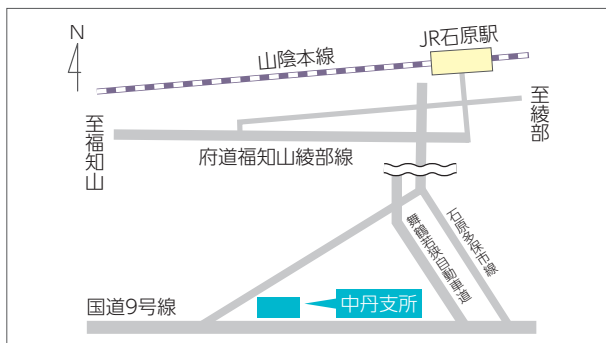 N
JR石原駅
山陰本線
至綾部
至福知山
府道福知山綾部線
石原多保市線
舞鶴若狭自動車道
国道9号線
中丹支所